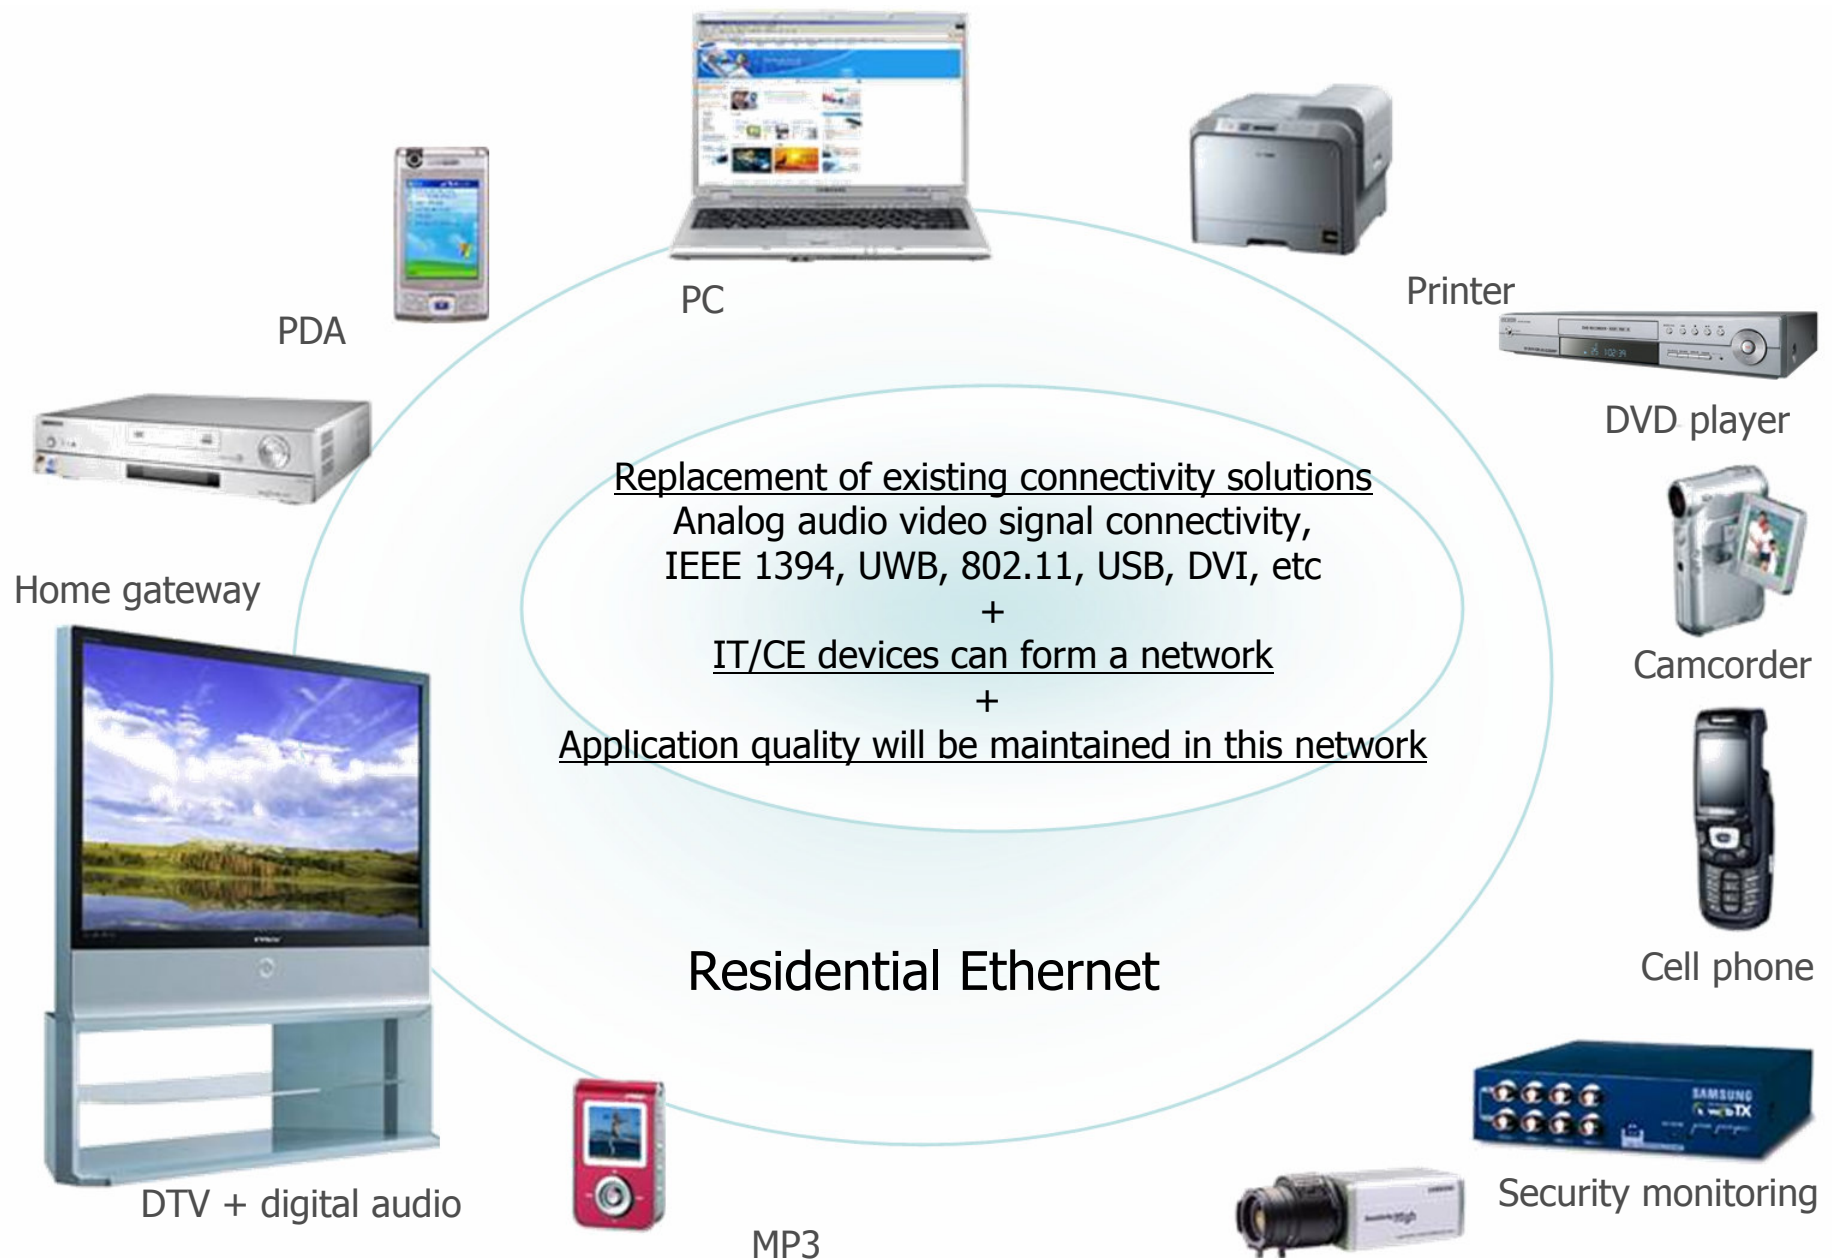 PC
Printer
PDA
DVD player
Home gateway
Replacement of existing connectivity solutions
Analog audio video signal connectivity,
IEEE 1394, UWB, 802.11, USB, DVI, etc
+
IT/CE devices can form a network
+
Application quality will be maintained in this network
Camcorder
Cell phone
Residential Ethernet
SAMSUNG
webTX
Security monitoring
DTV + digital audio
MP3